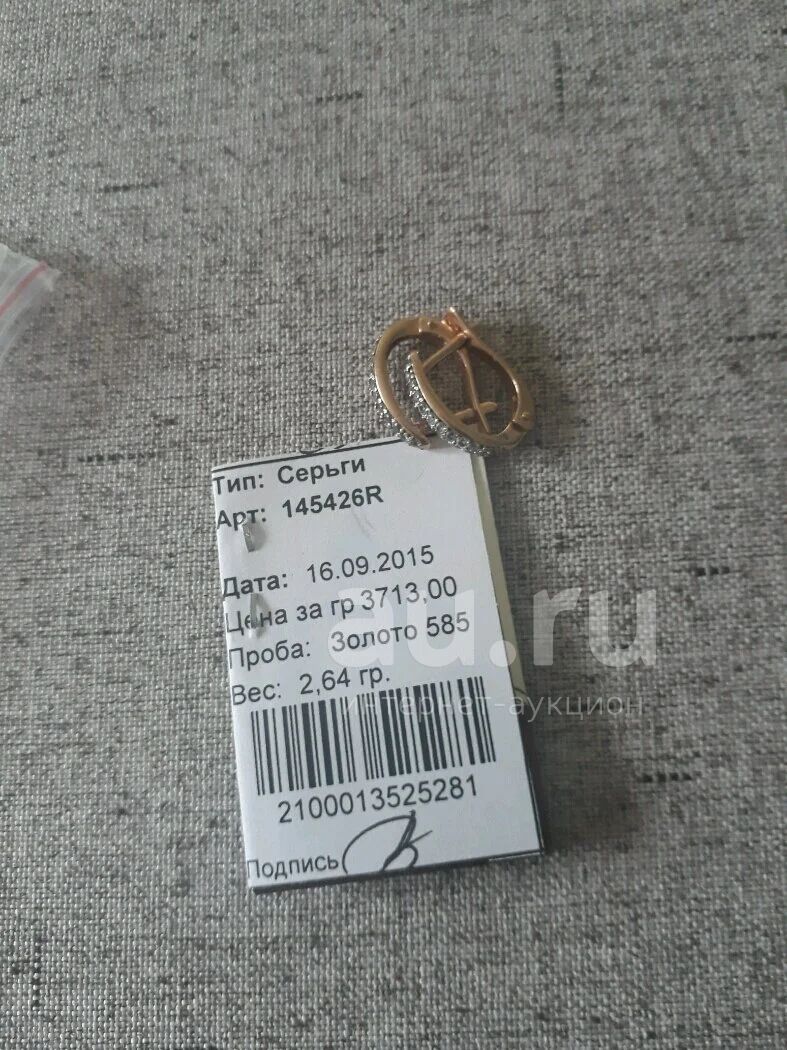 Тип: Серьги
Арт: 145426R
Дата: 16.09.2015
Цена за гр 3713,00
Проба: Золото 585
Вес: 2,64 гр.
2100013525281
Подпись
au.ru
интернет-аукцион